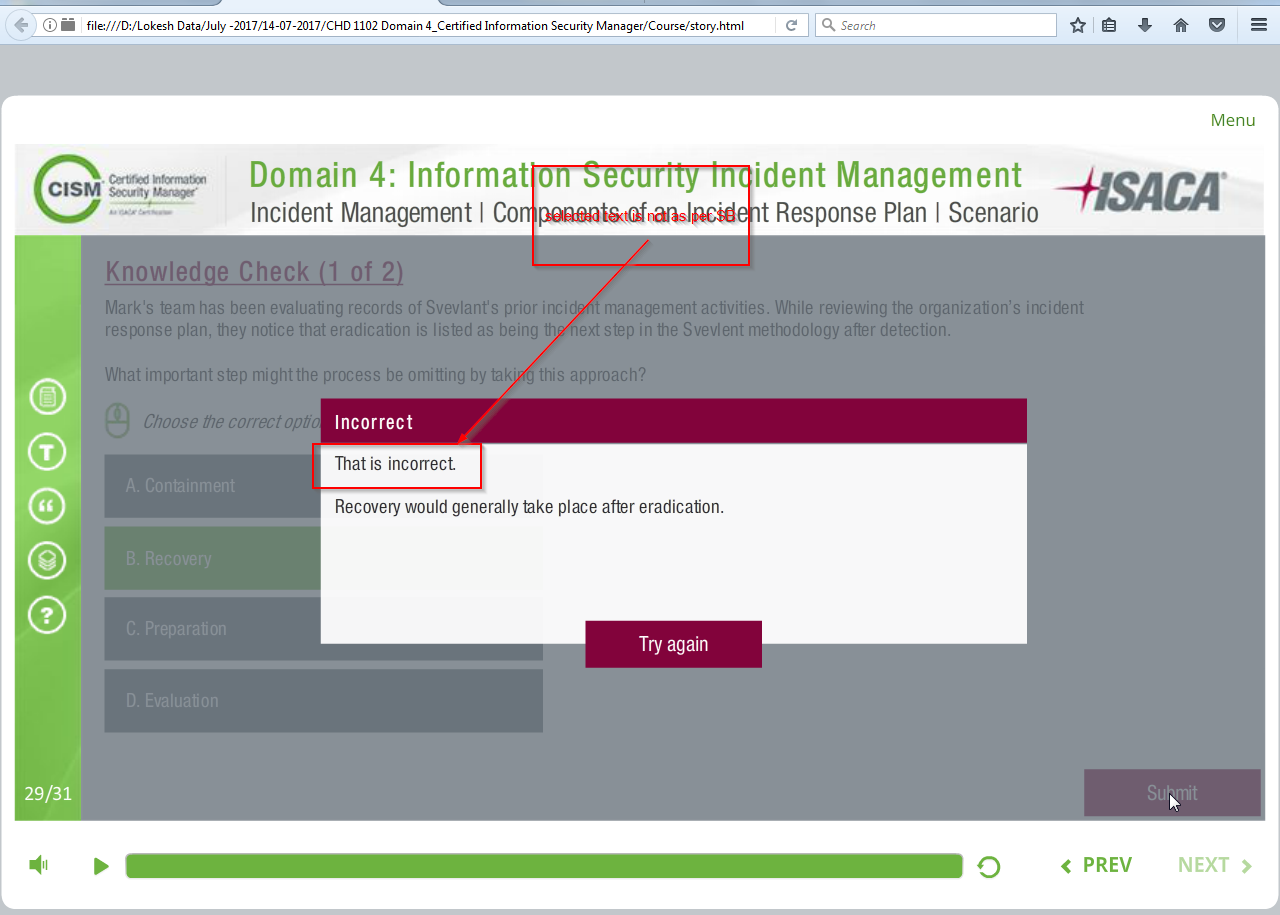 file:///D:/Lokesh Data/July -2017/14-07-2017/CHD 1102 Domain 4_Certified Information Security Manager/Course/story.html
Search
Menu
CISM
Certified Information
Security Manager®
An ISACA® Certification
Domain 4: Information Security Incident Management
Incident Management | Components of an Incident Response Plan | Scenario
ISACA®
selected text is not as per SB
Knowledge Check (1 of 2)
Mark's team has been evaluating records of Svevlant's prior incident management activities. While reviewing the organization's incident
response plan, they notice that eradication is listed as being the next step in the Svevlent methodology after detection.
What important step might the process be omitting by taking this approach?
Choose the correct optio
Incorrect
That is incorrect.
Recovery would generally take place after eradication.
Try again
A. Containment
B. Recovery
C. Preparation
D. Evaluation
T
?
29/31
Submit
PREV
NEXT